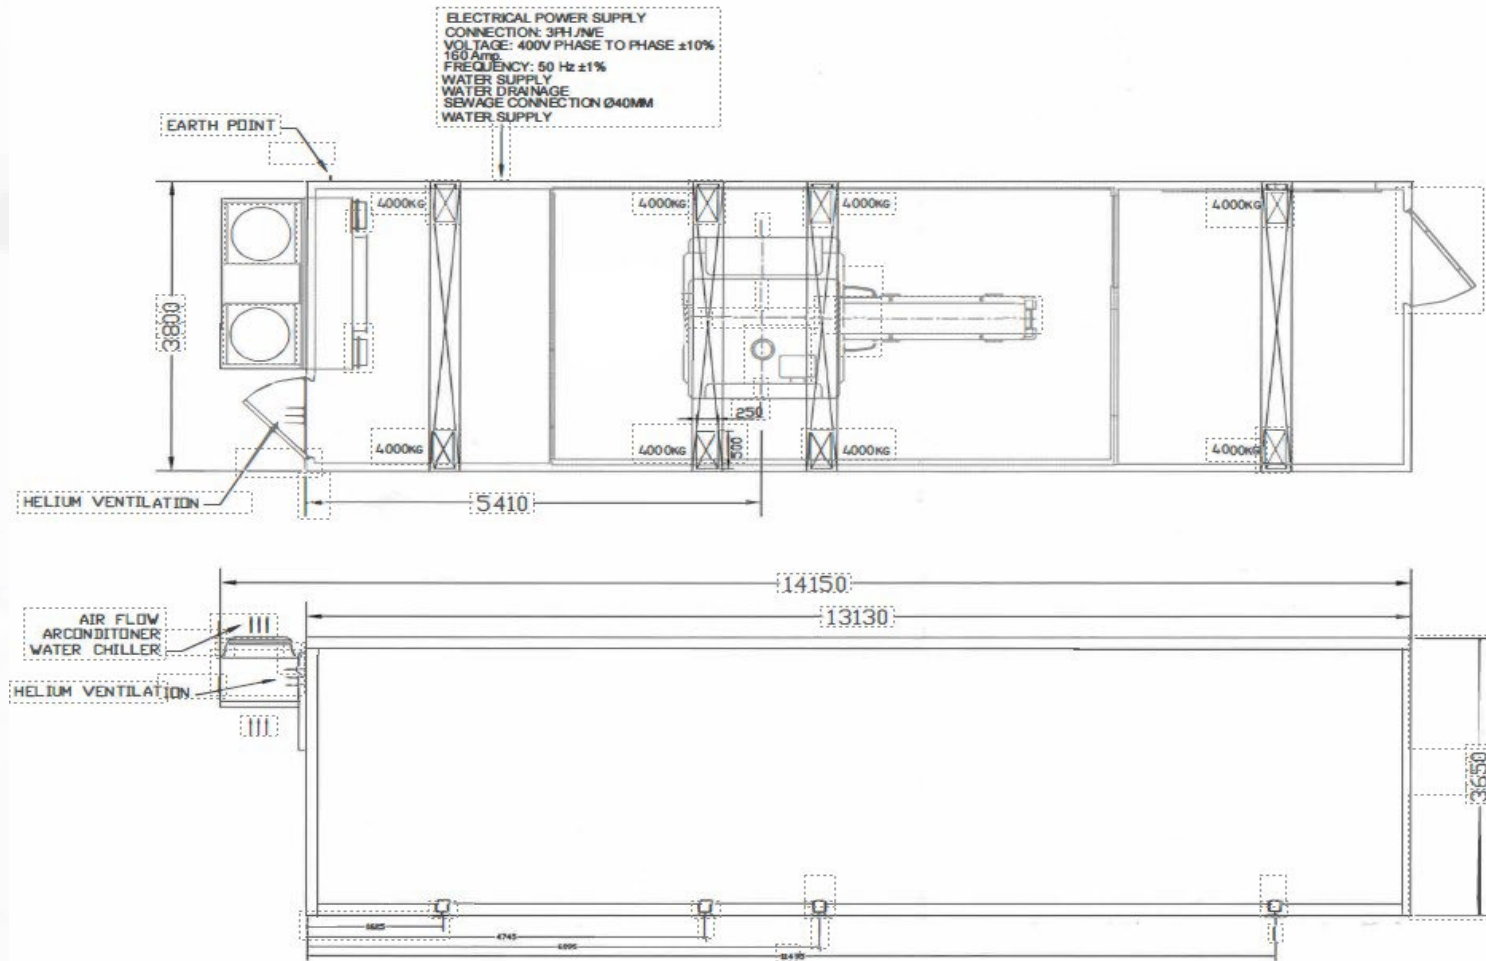 ELECTRICAL POWER SUPPLY
CONNECTION: 3PH./N/E
VOLTAGE: 400V PHASE TO PHASE ±10%
160 Amp.
FREQUENCY: 50 Hz ±1%
WATER SUPPLY
WATER DRAINAGE
SEWAGE CONNECTION Ø40MM
WATER SUPPLY
EARTH POINT
4000KG
4000KG
4000KG
4000KG
3800
250
500
4000KG
4000KG
4000KG
4000KG
HELIUM VENTILATION
5410
14150
13130
AIR FLOW
ARCONDITONER
WATER CHILLER
HELIUM VENTILATION
3650
4745